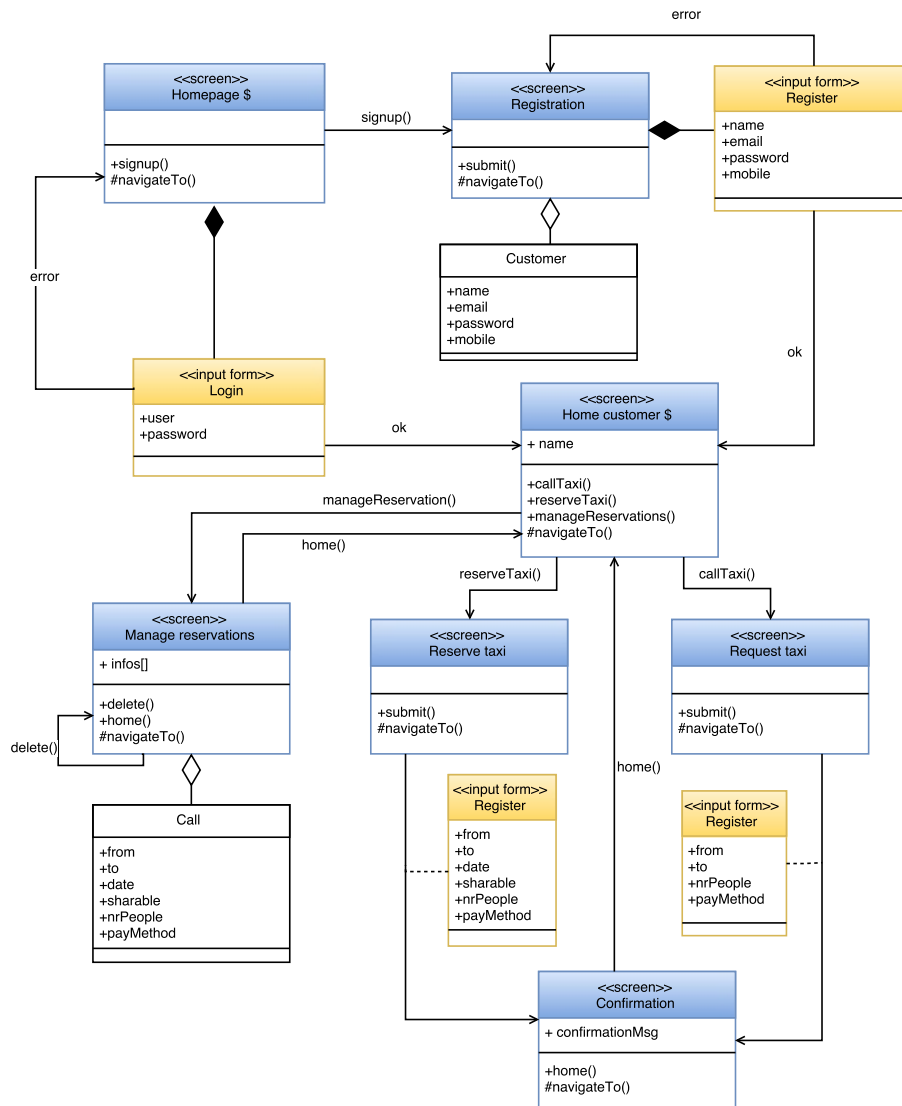 error
<<screen>>
Homepage $
+signup()
#navigateTo()
signup()
<<screen>>
Registration
+submit()
#navigateTo()
<<input form>>
Register
+name
+email
+password
+mobile
Customer
+name
+email
+password
+mobile
error
ok
<<input form>>
Login
+user
+password
ok
<<screen>>
Home customer $
+ name
+callTaxi()
+reserveTaxi()
+manageReservations()
#navigateTo()
manageReservation()
home()
reserveTaxi()
callTaxi()
<<screen>>
Manage reservations
+ infos[]
+delete()
+home()
#navigateTo()
delete()
<<screen>>
Reserve taxi
+submit()
#navigateTo()
<<screen>>
Request taxi
+submit()
#navigateTo()
home()
Call
+from
+to
+date
+sharable
+nrPeople
+payMethod
<<input form>>
Register
+from
+to
+date
+sharable
+nrPeople
+payMethod
<<input form>>
Register
+from
+to
+nrPeople
+payMethod
<<screen>>
Confirmation
+ confirmationMsg
+home()
#navigateTo()